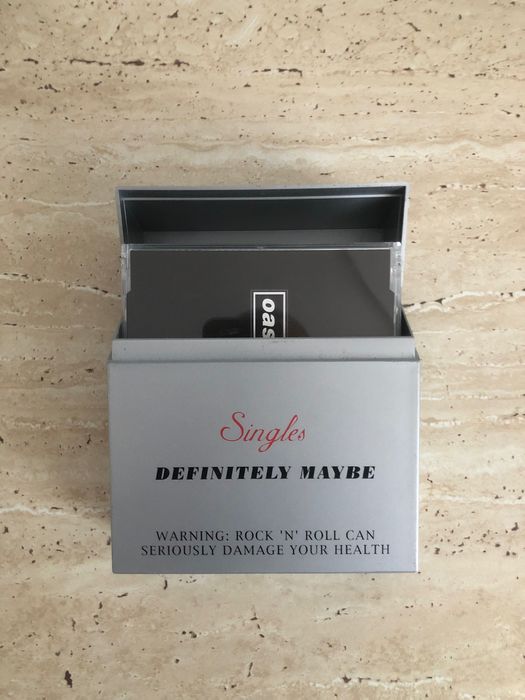 oas
Singles
DEFINITELY MAYBE
WARNING: ROCK 'N' ROLL CAN
SERIOUSLY DAMAGE YOUR HEALTH